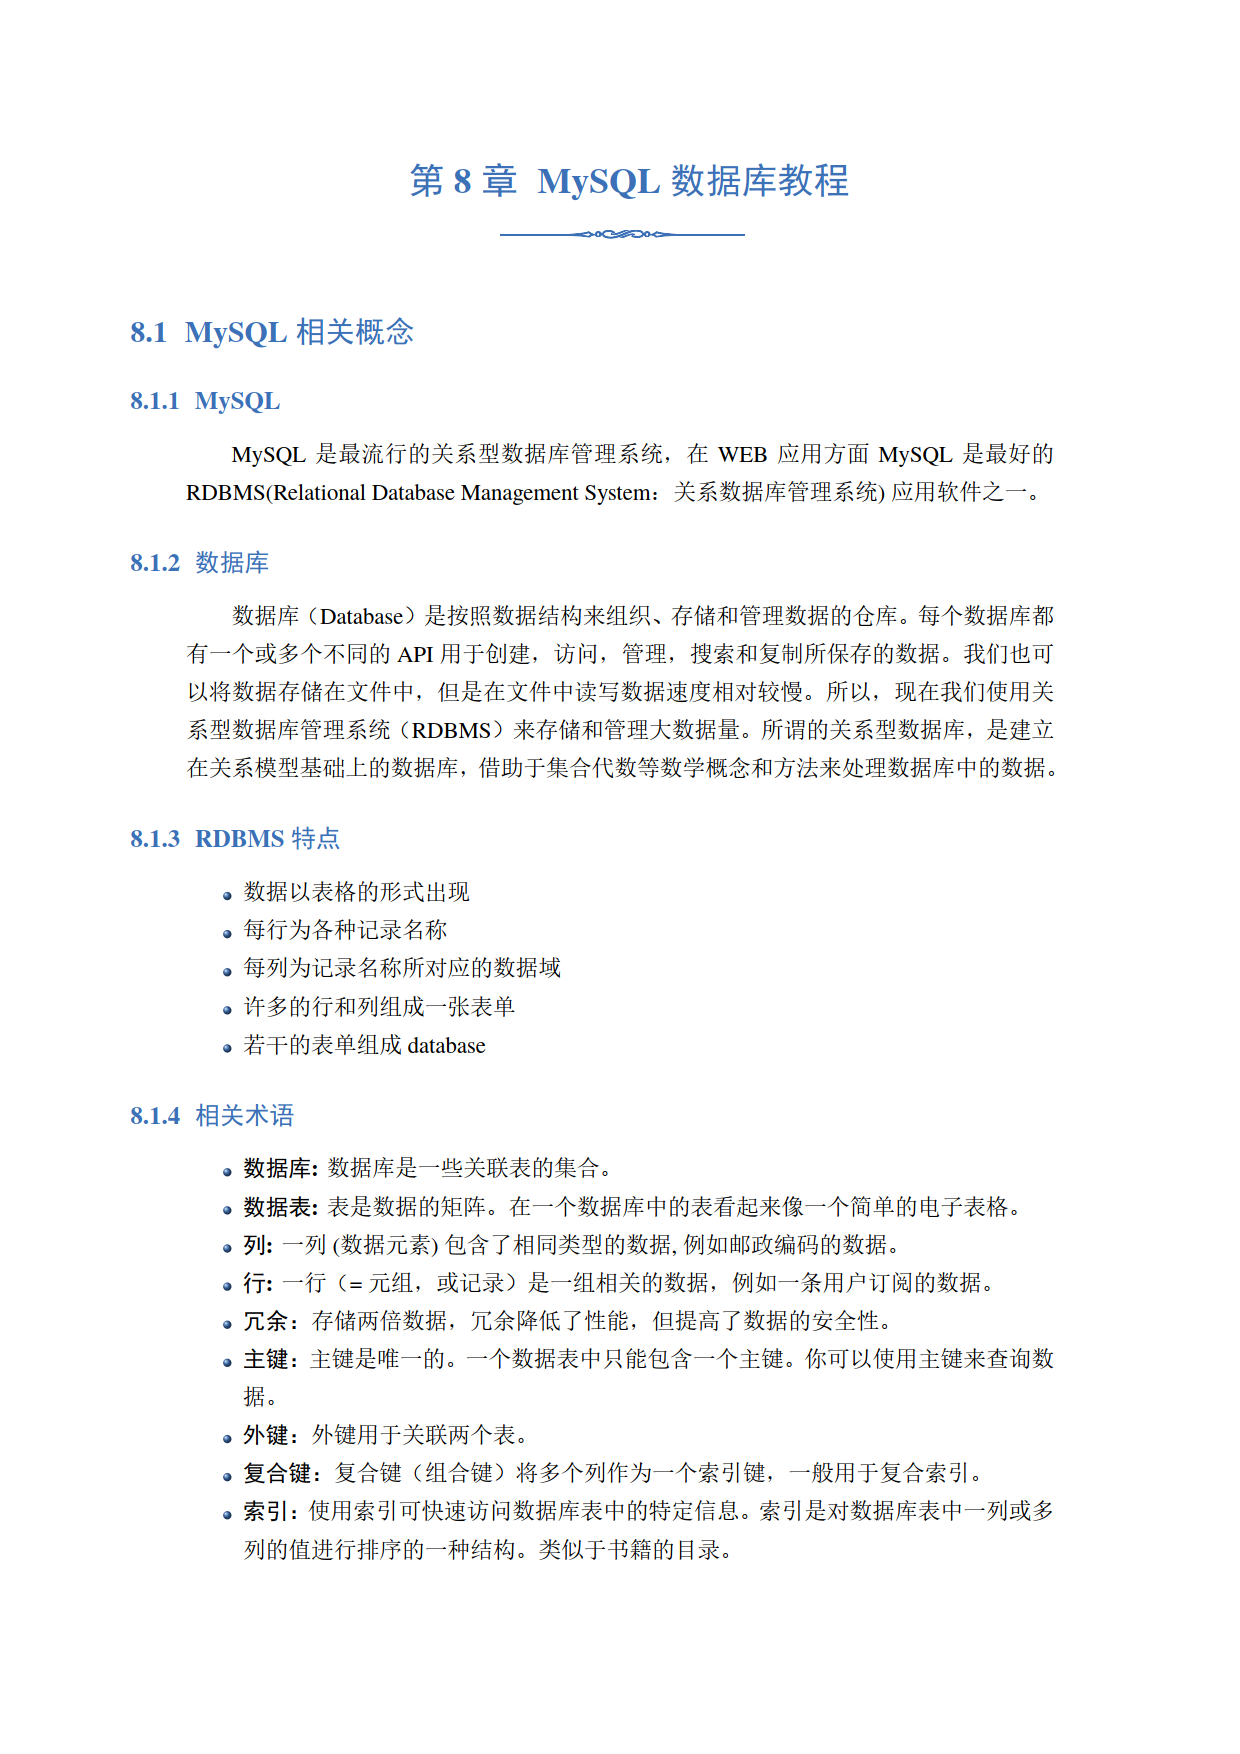 第 8 章 MySQL 数据库教程
8.1 MySQL 相关概念
8.1.1 MySQL
MySQL 是最流行的关系型数据库管理系统，在 WEB 应用方面 MySQL 是最好的
RDBMS(Relational Database Management System：关系数据库管理系统) 应用软件之一。
8.1.2 数据库
数据库（Database）是按照数据结构来组织、存储和管理数据的仓库。每个数据库都
有一个或多个不同的 API 用于创建，访问，管理，搜索和复制所保存的数据。我们也可
以将数据存储在文件中，但是在文件中读写数据速度相对较慢。所以，现在我们使用关
系型数据库管理系统（RDBMS）来存储和管理大数据量。所谓的关系型数据库，是建立
在关系模型基础上的数据库，借助于集合代数等数学概念和方法来处理数据库中的数据。
8.1.3 RDBMS 特点
数据以表格的形式出现
每行为各种记录名称
每列为记录名称所对应的数据域
许多的行和列组成一张表单
若干的表单组成 database
8.1.4 相关术语
数据库: 数据库是一些关联表的集合。
数据表: 表是数据的矩阵。在一个数据库中的表看起来像一个简单的电子表格。
列: 一列 (数据元素) 包含了相同类型的数据, 例如邮政编码的数据。
行: 一行（= 元组，或记录）是一组相关的数据，例如一条用户订阅的数据。
冗余：存储两倍数据，冗余降低了性能，但提高了数据的安全性。
主键：主键是唯一的。一个数据表中只能包含一个主键。你可以使用主键来查询数
据。
外键：外键用于关联两个表。
复合键：复合键（组合键）将多个列作为一个索引键，一般用于复合索引。
索引：使用索引可快速访问数据库表中的特定信息。索引是对数据库表中一列或多
列的值进行排序的一种结构。类似于书籍的目录。